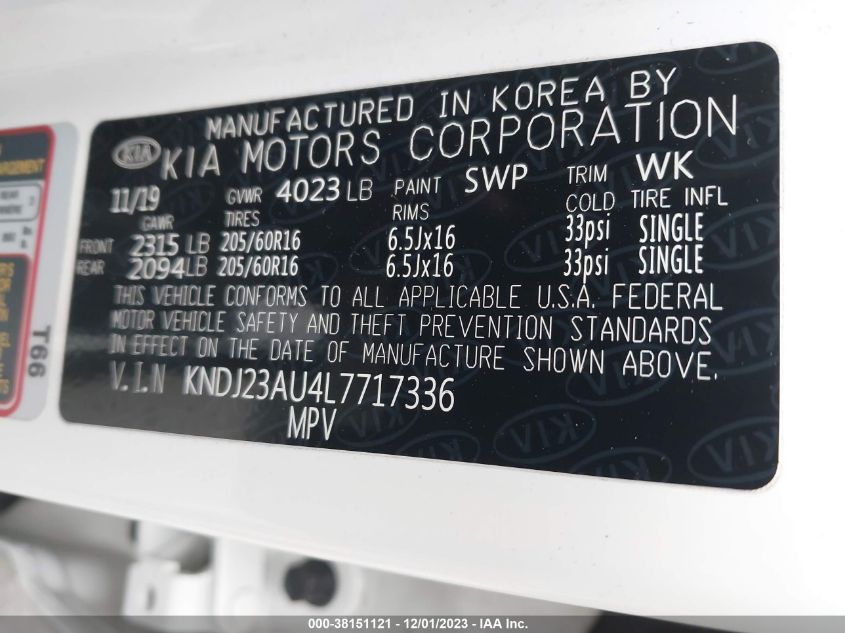 MANUFACTURED IN KOREA BY
KIA KIA MOTORS CORPORATION
11/19 GVWR 4023 LB PAINT SWP TRIM WK
GAWR TIRES RIMS COLD TIRE INFL
FRONT 2315 LB 205/60R16 6.5Jx16 33psi SINGLE
REAR 2094 LB 205/60R16 6.5Jx16 33psi SINGLE
THIS VEHICLE CONFORMS TO ALL APPLICABLE U.S.A. FEDERAL
MOTOR VEHICLE SAFETY AND THEFT PREVENTION STANDARDS
IN EFFECT ON THE DATE OF MANUFACTURE SHOWN ABOVE.
V.I.N KNDJ23AU4L7717336
MPV
T66
000-38151121 - 12/01/2023 - IAA Inc.